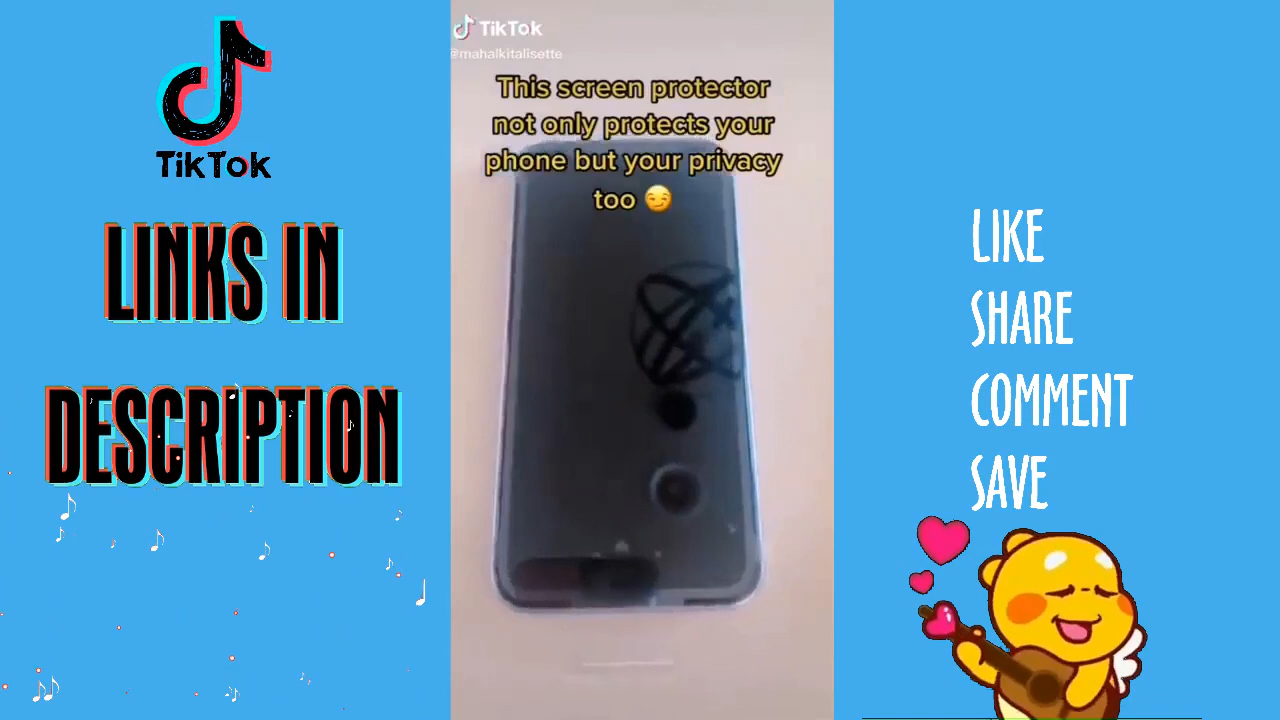 TikTok
LINKS IN
DESCRIPTION
TikTok
@mahalkitalisette
This screen protector
not only protects your
phone but your privacy
too 😏
LIKE
SHARE
COMMENT
SAVE